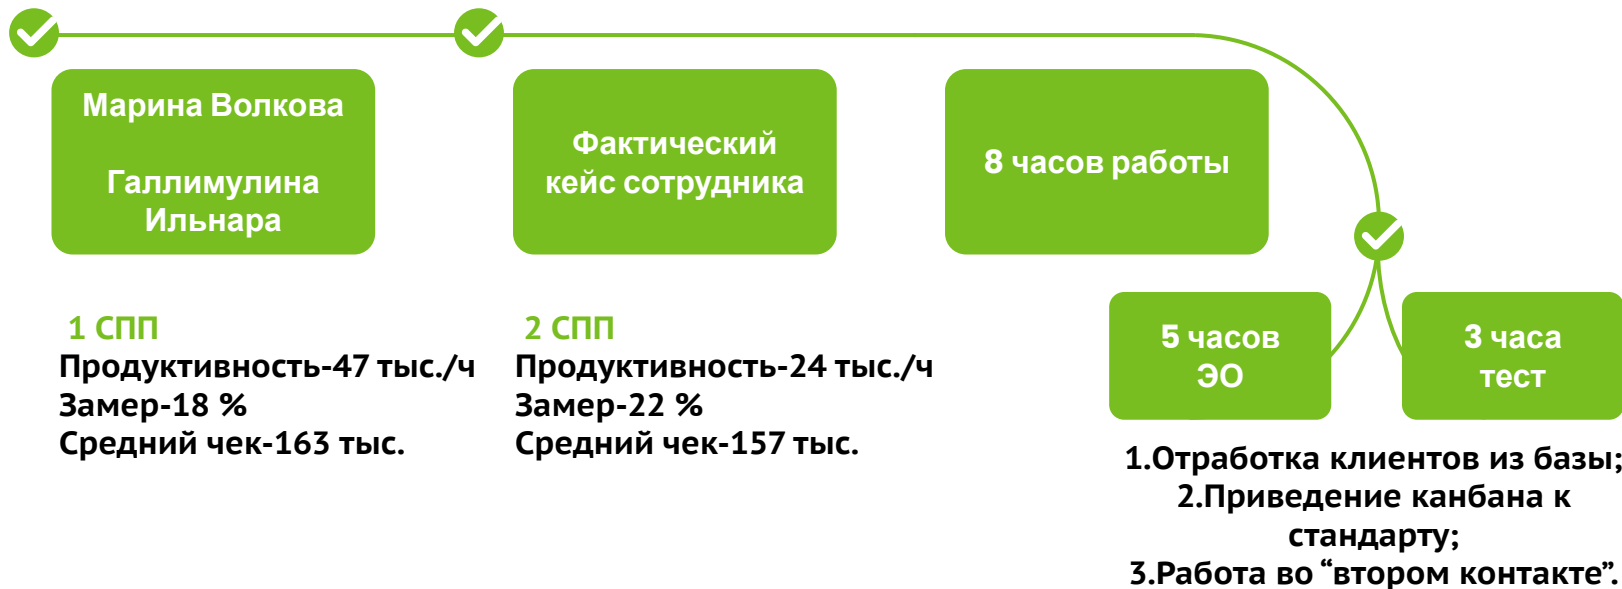 Марина Волкова
Галлимулина
Ильнара
Фактический
кейс сотрудника
8 часов работы
1 СПП
Продуктивность-47 тыс./ч
Замер-18 %
Средний чек-163 тыс.
2 СПП
Продуктивность-24 тыс./ч
Замер-22 %
Средний чек-157 тыс.
5 часов
ЭО
3 часа
тест
1.Отработка клиентов из базы;
2.Приведение канбана к
стандарту;
3.Работа во “втором контакте”.